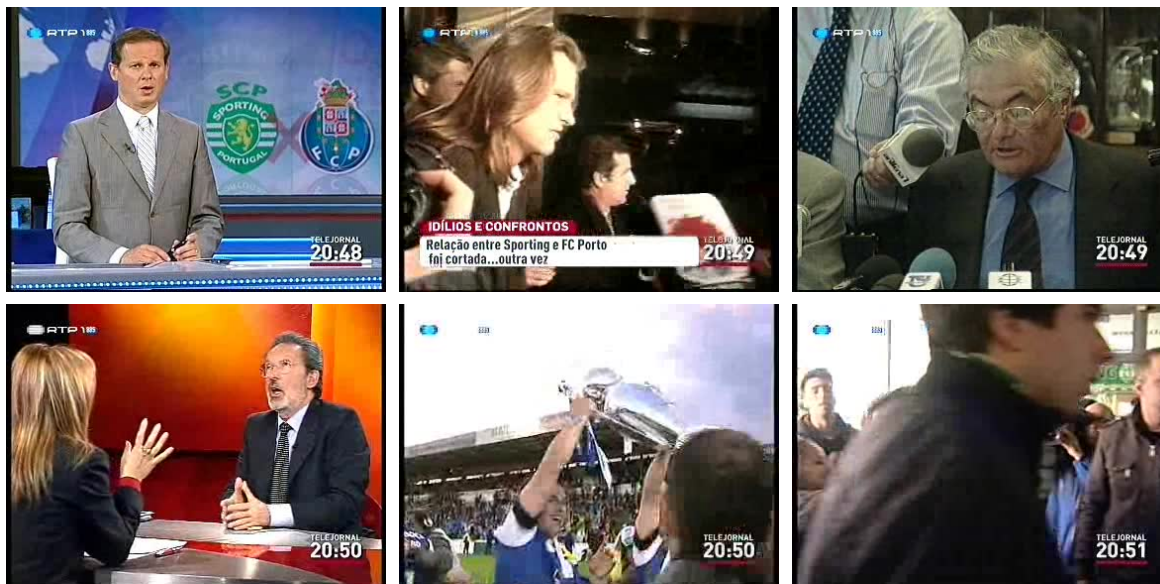 RTP 1
SCP
SPORTING
PORTUGAL
F C P
TELEJORNAL
20:48
RTP 1
IDÍLIOS E CONFRONTOS
Relação entre Sporting e FC Porto
foi cortada...outra vez
TELEJORNAL
20:49
RTP 1
TELEJORNAL
20:49
RTP 1
TELEJORNAL
20:50
TELEJORNAL
20:50
TELEJORNAL
20:51